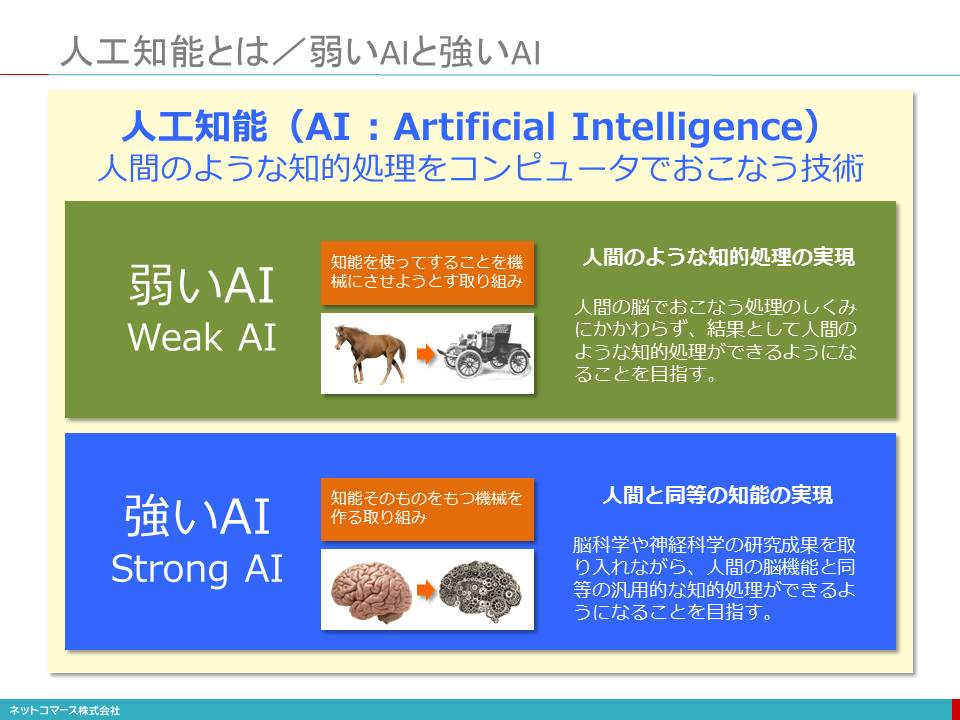 人工知能とは／弱いAIと強いAI
人工知能（AI：Artificial Intelligence）
人間のような知的処理をコンピュータでおこなう技術
弱いAI
Weak AI
知能を使ってすることを機
械にさせようとす取り組み
人間のような知的処理の実現
人間の脳でおこなう処理のしくみ
にかかわらず、結果として人間の
ような知的処理ができるようにな
ることを目指す。
強いAI
Strong AI
知能そのものをもつ機械を
作る取り組み
人間と同等の知能の実現
脳科学や神経科学の研究成果を取
り入れながら、人間の脳機能と同
等の汎用的な知的処理ができるよ
うになることを目指す。
ネットコマース株式会社